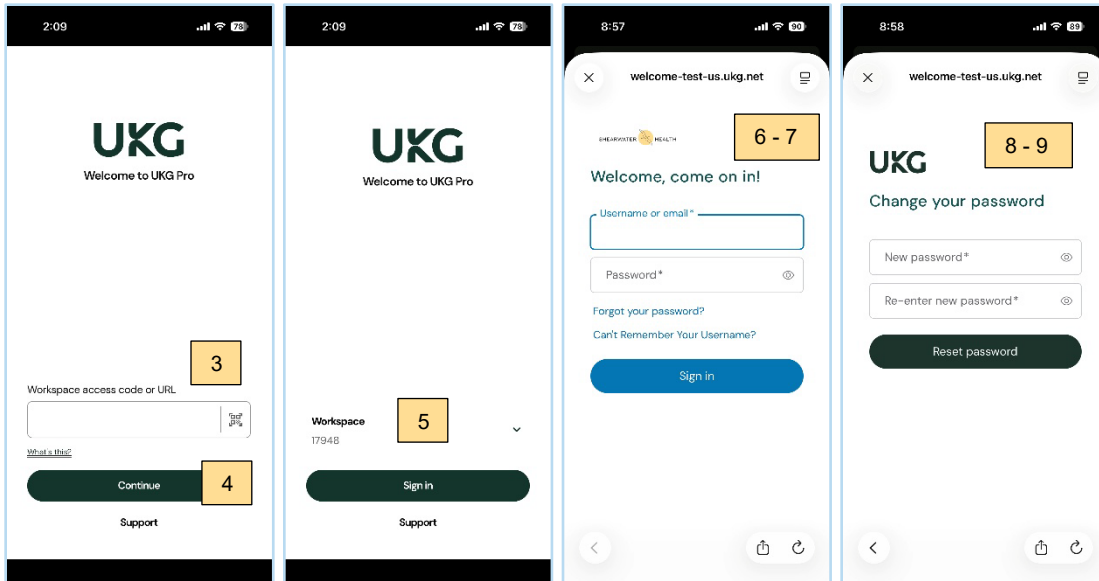 2:09
78
UKG
Welcome to UKG Pro
3
Workspace access code or URL
What's this?
Continue
4
Support
2:09
78
UKG
Welcome to UKG Pro
Workspace
17948
5
Sign in
Support
8:57
90
welcome-test-us.ukg.net
SHEARWATER HEALTH
6 - 7
Welcome, come on in!
Username or email*
Password*
Forgot your password?
Can't Remember Your Username?
Sign in
8:58
89
welcome-test-us.ukg.net
8 - 9
UKG
Change your password
New password*
Re-enter new password*
Reset password